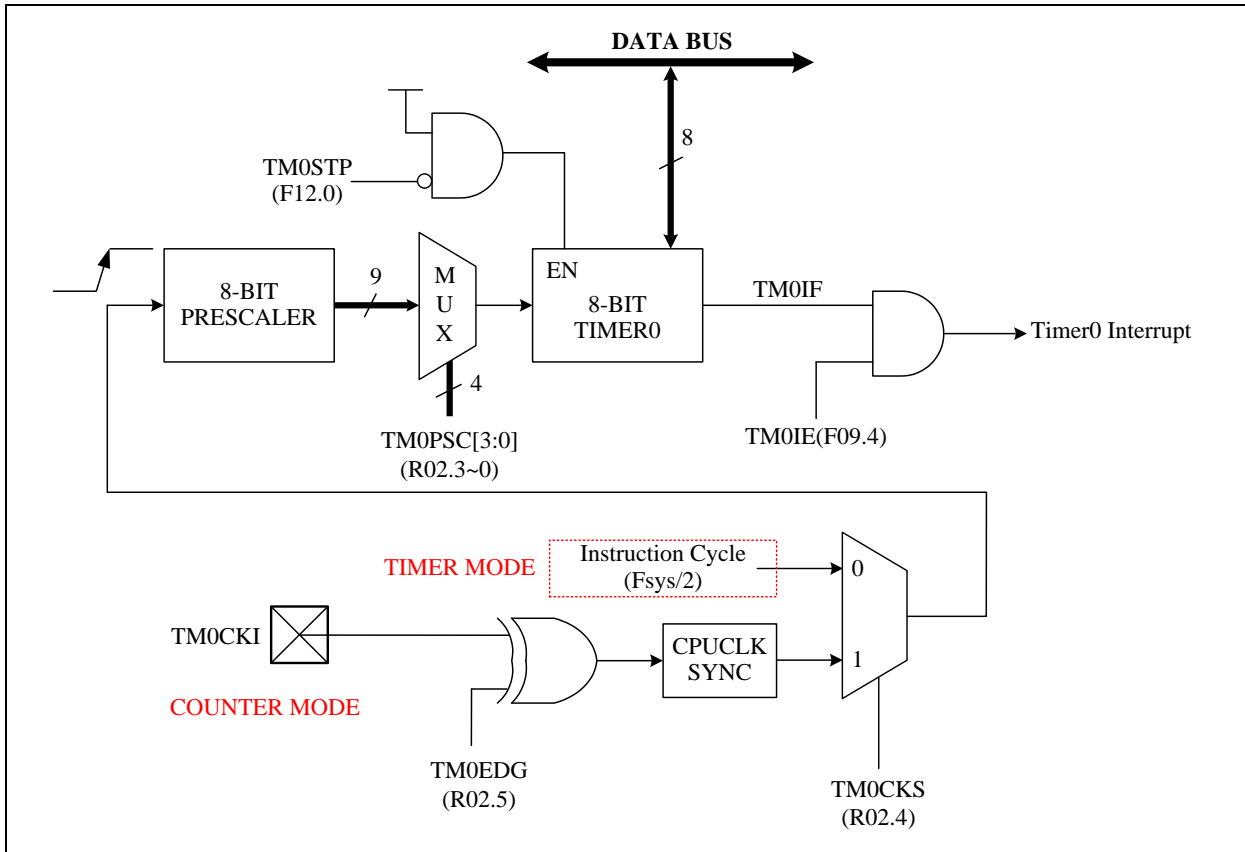 DATA BUS
8
TM0STP
(F12.0)
8-BIT
PRESCALER
9
M
U
X
EN
8-BIT
TIMER0
TM0IF
Timer0 Interrupt
4
TM0PSC[3:0]
(R02.3~0)
TM0IE(F09.4)
TIMER MODE
Instruction Cycle
(Fsys/2)
0
TM0CKI
CPUCLK
SYNC
1
COUNTER MODE
TM0EDG
(R02.5)
TM0CKS
(R02.4)